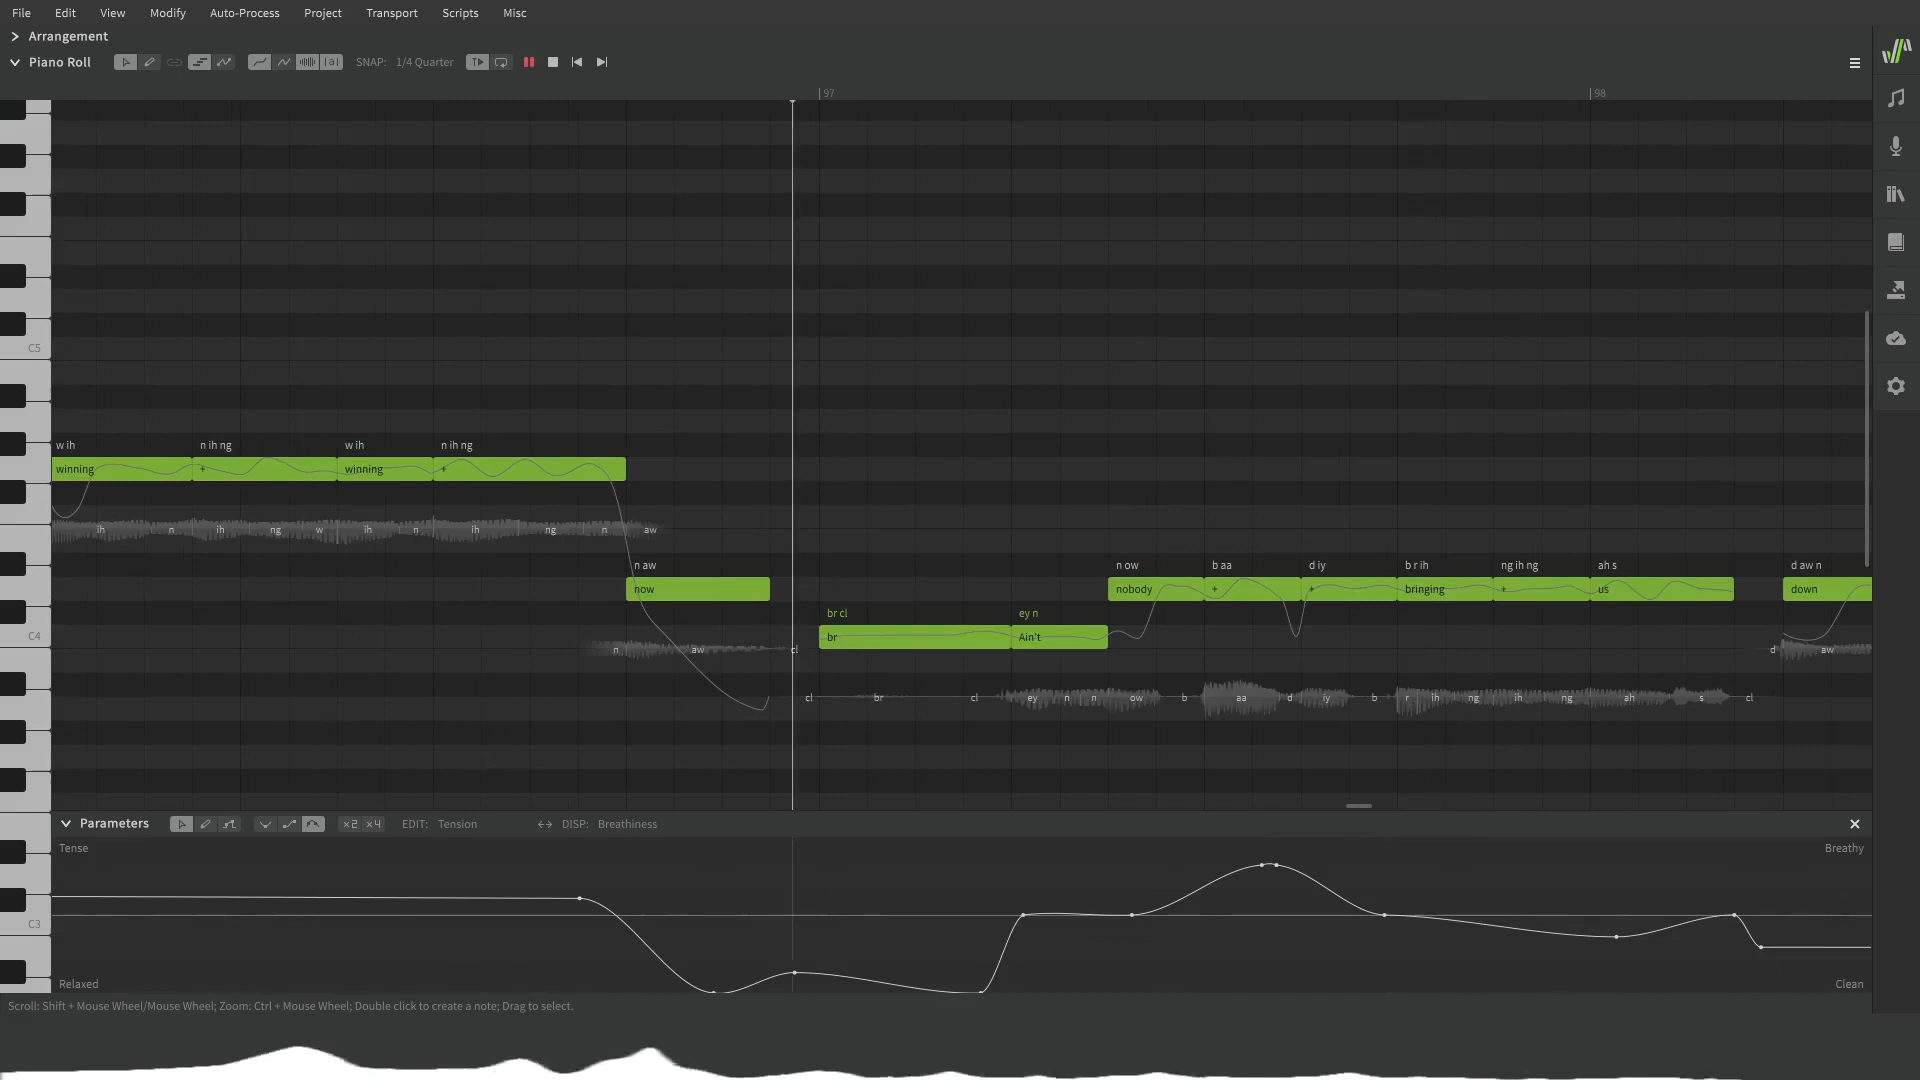 File Edit View Modify Auto-Process Project Transport Scripts Misc
Arrangement
Piano Roll SNAP: 1/4 Quarter
97 98
C5
w ih n ih ng w ih n ih ng
winning + winning +
ih n ih ng w ih n ih ng n aw
n aw n ow b aa d iy b r ih ng ih ng ah s d aw n
now nobody + + bringing + us down
br cl ey n
C4 br Ain't
n aw cl d aw
cl br cl ey n n ow b aa d iy b r ih ng ih ng ah s cl
Parameters ×2 ×4 EDIT: Tension DISP: Breathiness
Tense Breathy
C3
Relaxed Clean
Scroll: Shift + Mouse Wheel/Mouse Wheel; Zoom: Ctrl + Mouse Wheel; Double click to create a note; Drag to select.